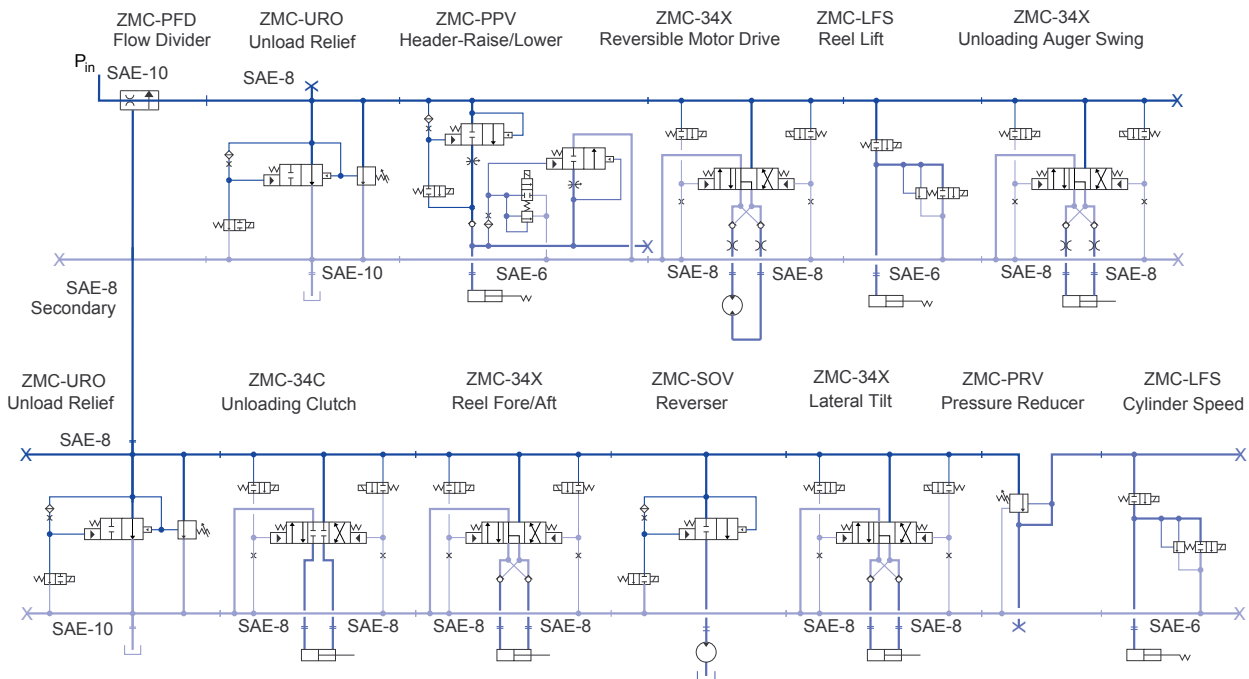 ZMC-PFD
Flow Divider
ZMC-URO
Unload Relief
ZMC-PPV
Header-Raise/Lower
ZMC-34X
Reversible Motor Drive
ZMC-LFS
Reel Lift
ZMC-34X
Unloading Auger Swing
Pin
SAE-10
SAE-8
SAE-10
SAE-6
SAE-8
SAE-8
SAE-6
SAE-8
SAE-8
SAE-8
Secondary
ZMC-URO
Unload Relief
ZMC-34C
Unloading Clutch
ZMC-34X
Reel Fore/Aft
ZMC-SOV
Reverser
ZMC-34X
Lateral Tilt
ZMC-PRV
Pressure Reducer
ZMC-LFS
Cylinder Speed
SAE-8
SAE-10
SAE-8
SAE-8
SAE-8
SAE-8
SAE-8
SAE-8
SAE-6